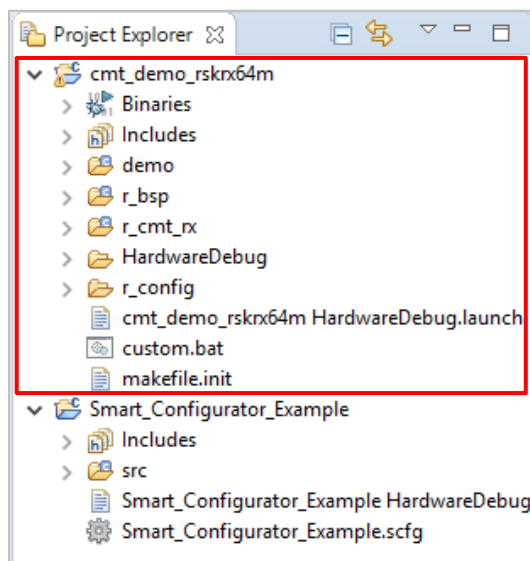 Project Explorer
cmt_demo_rskrx64m
Binaries
Includes
demo
r_bsp
r_cmt_rx
HardwareDebug
r_config
cmt_demo_rskrx64m HardwareDebug.launch
custom.bat
makefile.init
Smart_Configurator_Example
Includes
src
Smart_Configurator_Example HardwareDebug
Smart_Configurator_Example.scfg